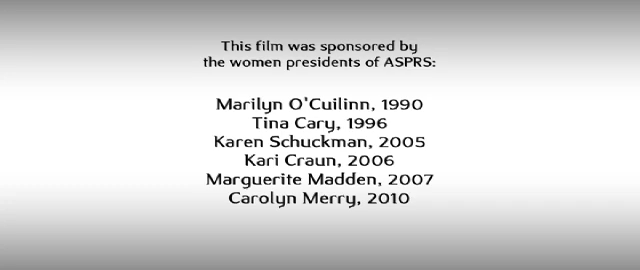 This film was sponsored by
the women presidents of ASPRS:
Marilyn O'Cuilinn, 1990
Tina Cary, 1996
Karen Schuckman, 2005
Kari Craun, 2006
Marguerite Madden, 2007
Carolyn Merry, 2010